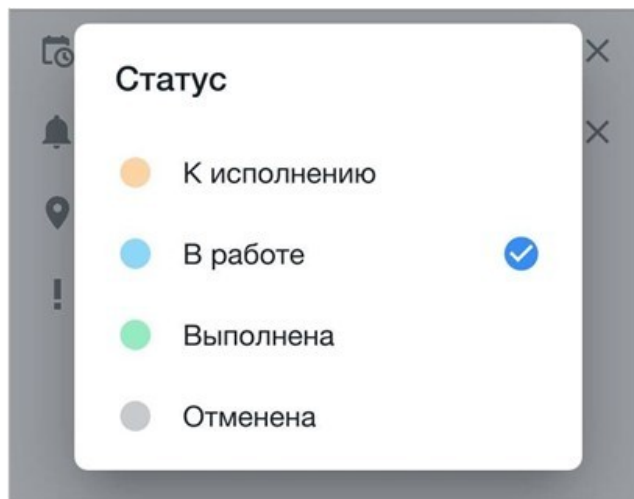 Статус
К исполнению
В работе
Выполнена
Отменена